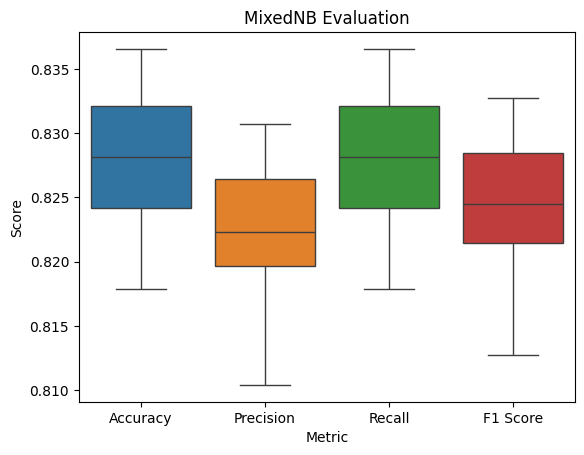 MixedNB Evaluation
0.835
0.830
0.825
0.820
0.815
0.810
Score
Accuracy Precision Recall F1 Score
Metric